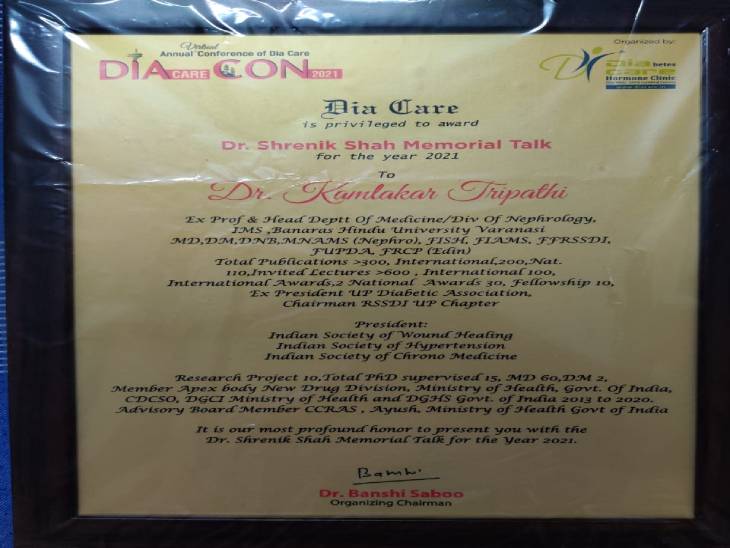 Virtual
Annual Conference of Dia Care
DIA CARE CON 2021
Organized by:
dia betes
care
Hormone Clinic
Dia Care
is privileged to award
Dr. Shrenik Shah Memorial Talk
for the year 2021
To
Dr. Kamlakar Tripathi
Ex Prof & Head Deptt Of Medicine/Div Of Nephrology,
IMS ,Banaras Hindu University Varanasi
MD,DM,DNB,MNAMS (Nephro), FISH, FIAMS, FFRSSDI,
FUPDA, FRCP (Edin)
Total Publications >300, International,200,Nat.
110,Invited Lectures >600 , International 100,
International Awards,2 National Awards 30, Fellowship 10,
Ex President UP Diabetic Association,
Chairman RSSDI UP Chapter
President:
Indian Society of Wound Healing
Indian Society of Hypertension
Indian Society of Chrono Medicine
Research Project 10,Total PhD supervised 15, MD 60,DM 2,
Member Apex body New Drug Division, Ministry of Health, Govt. Of India,
CDCSO, DGCI Ministry of Health and DGHS Govt. of India 2013 to 2020.
Advisory Board Member CCRAS , Ayush, Ministry of Health Govt of India
It is our most profound honor to present you with the
Dr. Shrenik Shah Memorial Talk for the Year 2021.
Dr. Banshi Saboo
Organizing Chairman